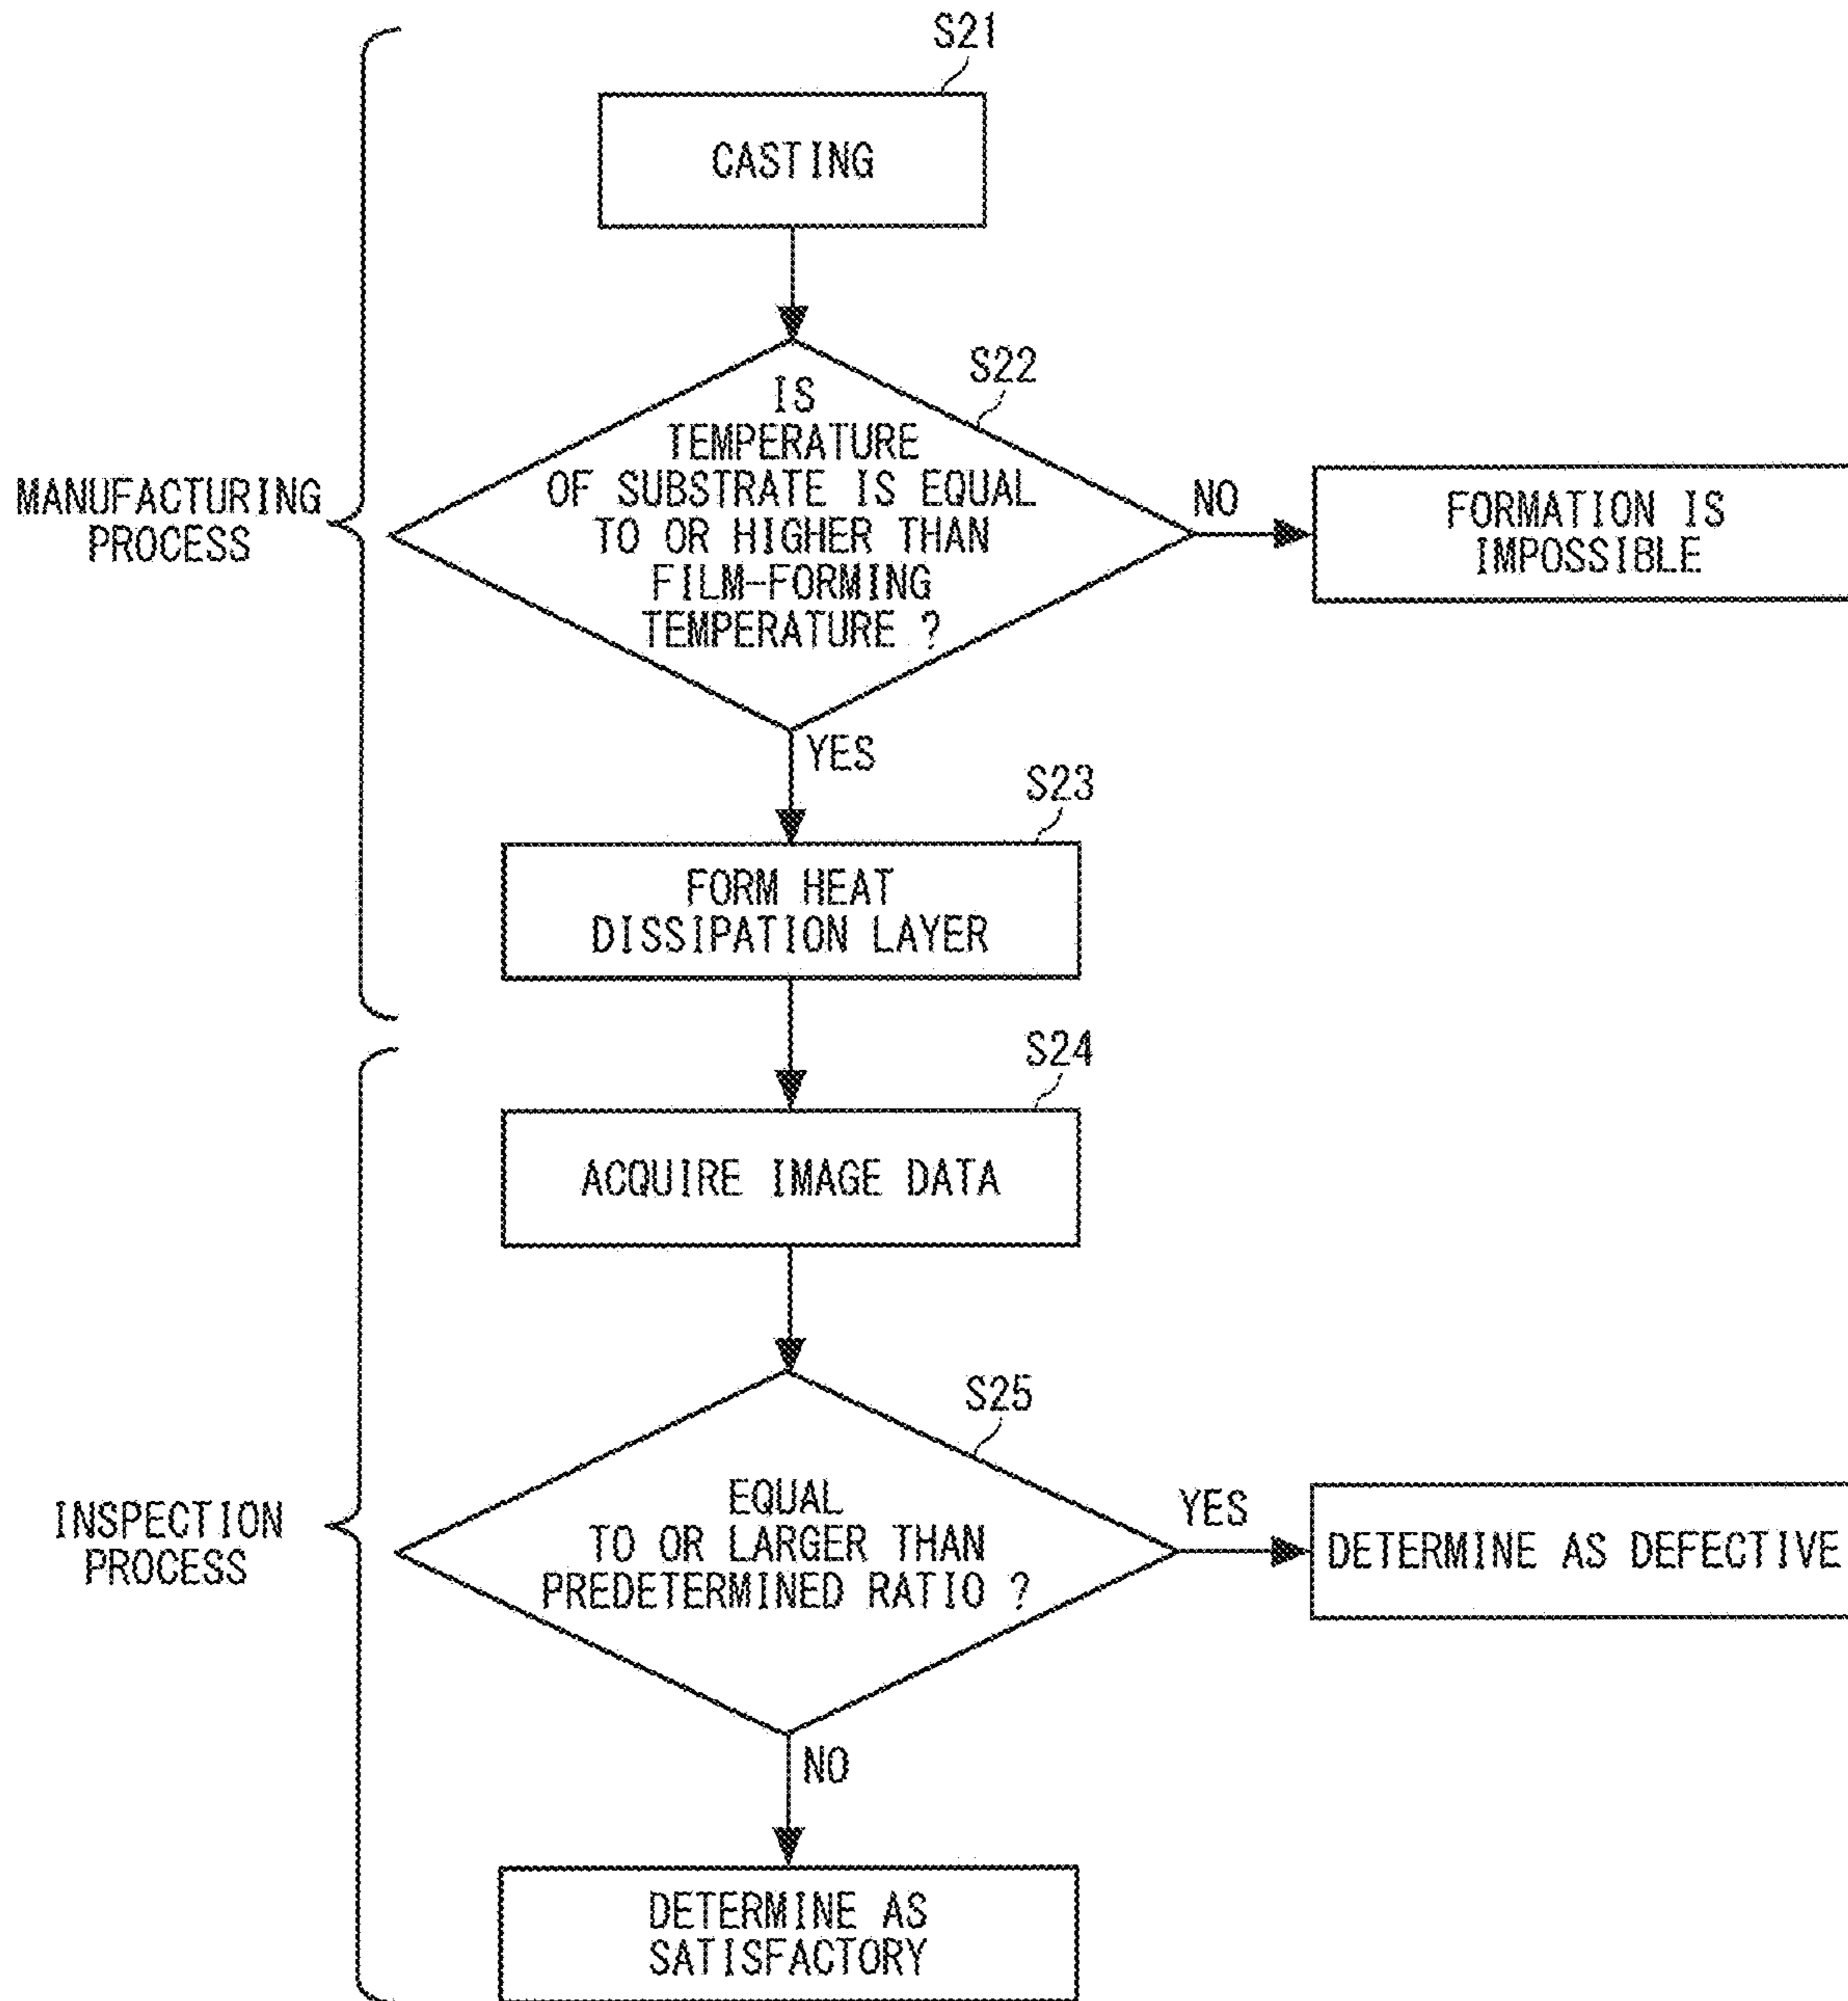 S21
CASTING
S22
IS
TEMPERATURE
OF SUBSTRATE IS EQUAL
TO OR HIGHER THAN
FILM-FORMING
TEMPERATURE ?
NO
FORMATION IS
IMPOSSIBLE
MANUFACTURING
PROCESS
YES
S23
FORM HEAT
DISSIPATION LAYER
S24
ACQUIRE IMAGE DATA
S25
EQUAL
TO OR LARGER THAN
PREDETERMINED RATIO ?
YES
DETERMINE AS DEFECTIVE
INSPECTION
PROCESS
NO
DETERMINE AS
SATISFACTORY